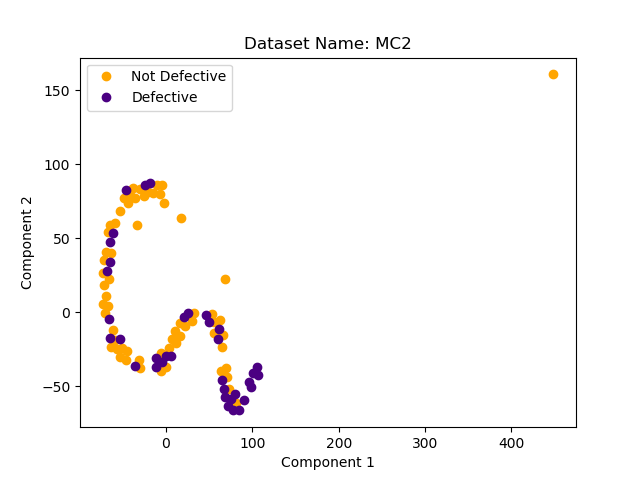 Dataset Name: MC2
Not Defective
Defective
Component 2
150
100
50
0
−50
0 100 200 300 400
Component 1